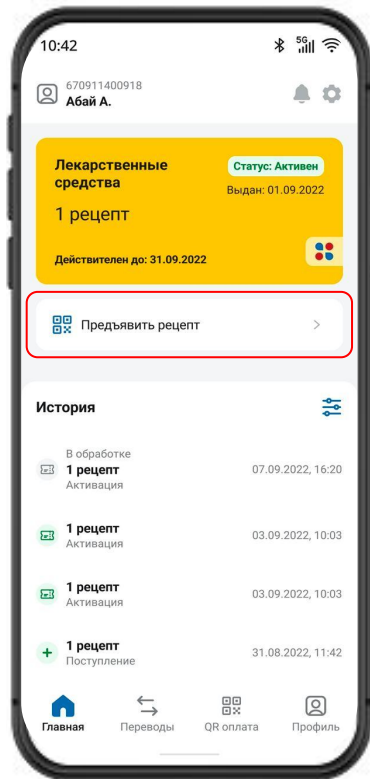 10:42
5G
670911400918
Абай А.
Лекарственные
средства
Статус: Активен
Выдан: 01.09.2022
1 рецепт
Действителен до: 31.09.2022
Предъявить рецепт
История
В обработке
1 рецепт
07.09.2022, 16:20
Активация
1 рецепт
03.09.2022, 10:03
Активация
1 рецепт
03.09.2022, 10:03
Активация
1 рецепт
31.08.2022, 11:42
Поступление
Главная
Переводы
QR оплата
Профиль